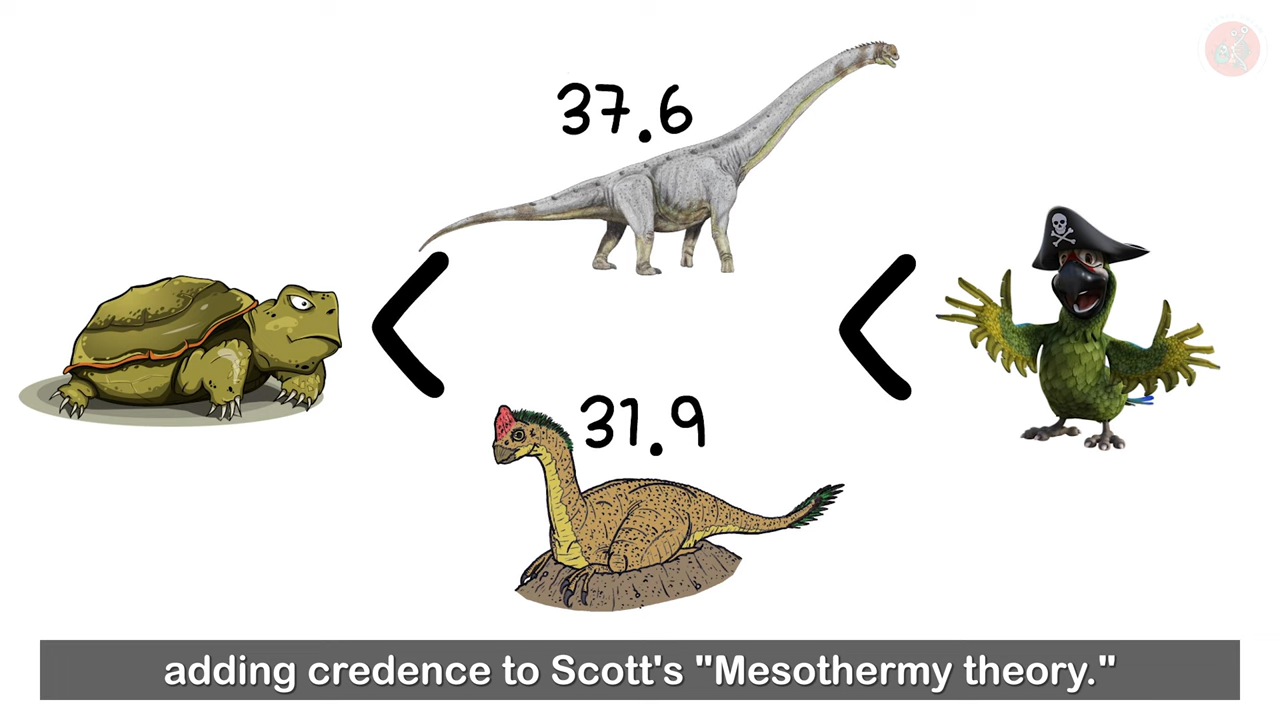 37.6
<
<
31.9
adding credence to Scott's "Mesothermy theory."